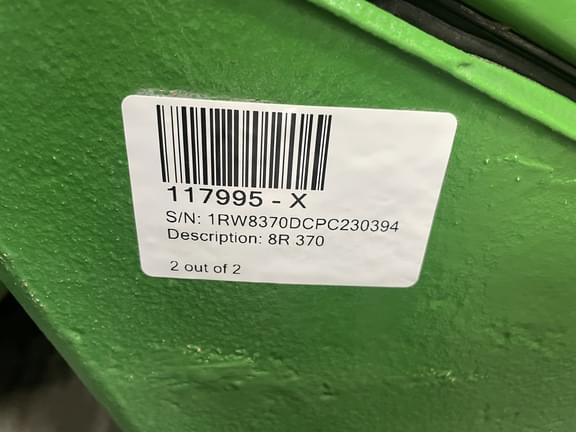 117995 - X
S/N: 1RW8370DCPC230394
Description: 8R 370
2 out of 2